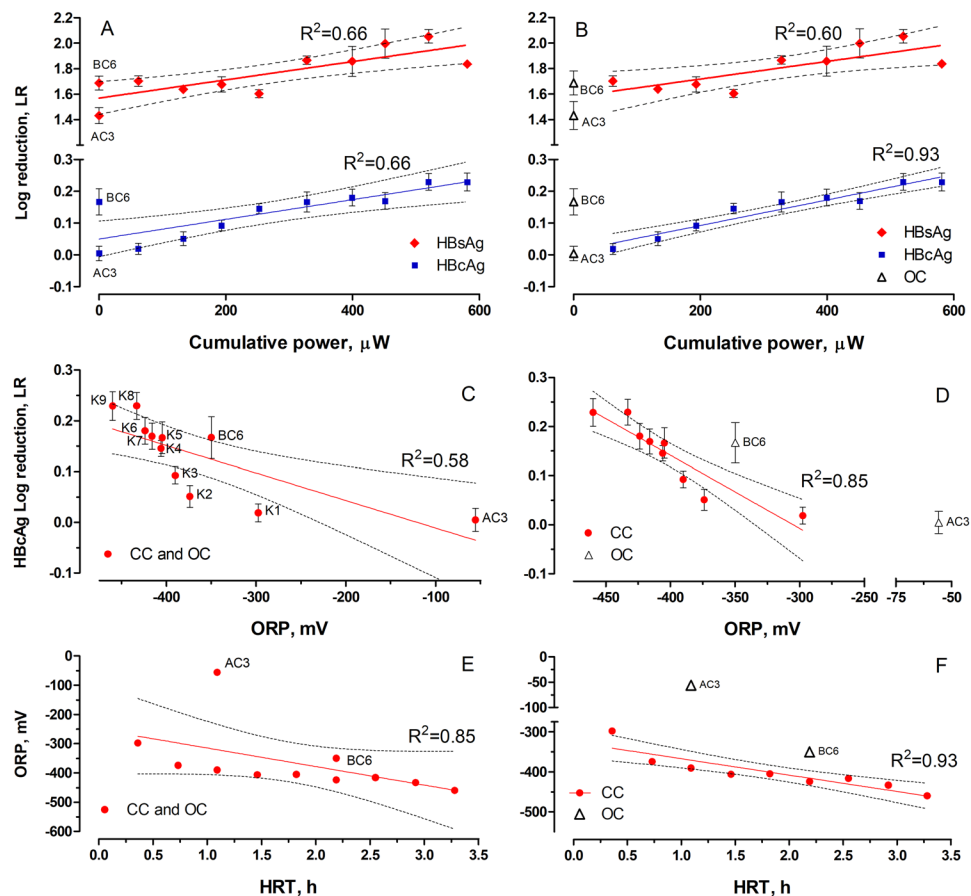 A
R²=0.66
2.2
2.0
1.8
1.6
1.4
1.2
BC6
AC3
R²=0.66
0.3
0.2
0.1
0.0
-0.1
BC6
AC3
HBsAg
HBcAg
Log reduction, LR
0 200 400 600
Cumulative power, μW
B
R²=0.60
2.2
2.0
1.8
1.6
1.4
1.2
BC6
AC3
R²=0.93
0.3
0.2
0.1
0.0
-0.1
BC6
AC3
HBsAg
HBcAg
OC
0 200 400 600
Cumulative power, μW
C
HBcAg Log reduction, LR
0.3
0.2
0.1
0.0
-0.1
K9
K8
K6
K7
K5
K4
K3
K2
K1
BC6
AC3
R²=0.58
CC and OC
-400 -300 -200 -100
ORP, mV
D
0.3
0.2
0.1
0.0
-0.1
BC6
R²=0.85
AC3
CC
OC
-450 -400 -350 -300 -250 -75 -50
ORP, mV
E
ORP, mV
0
-100
-200
-300
-400
-500
-600
AC3
R²=0.85
BC6
CC and OC
0.0 0.5 1.0 1.5 2.0 2.5 3.0 3.5
HRT, h
F
0
-50
-100
-300
-400
-500
AC3
BC6
R²=0.93
CC
OC
0.0 0.5 1.0 1.5 2.0 2.5 3.0 3.5
HRT, h